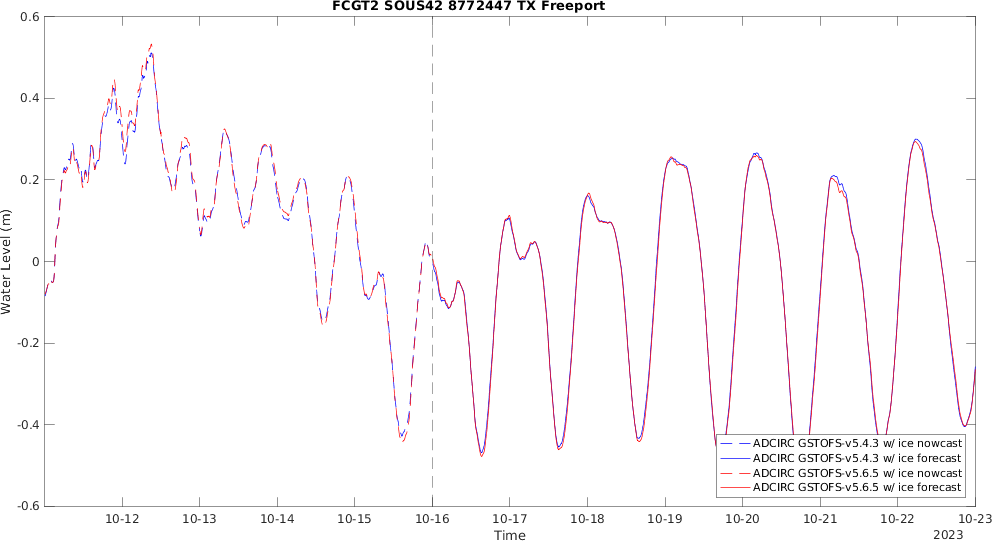 FCGT2 SOUS42 8772447 TX Freeport
0.6
0.4
0.2
0
-0.2
-0.4
-0.6
Water Level (m)
10-12 10-13 10-14 10-15 10-16 10-17 10-18 10-19 10-20 10-21 10-22 10-23
Time
2023
ADCIRC GSTOFS-v5.4.3 w/ ice nowcast
ADCIRC GSTOFS-v5.4.3 w/ ice forecast
ADCIRC GSTOFS-v5.6.5 w/ ice nowcast
ADCIRC GSTOFS-v5.6.5 w/ ice forecast